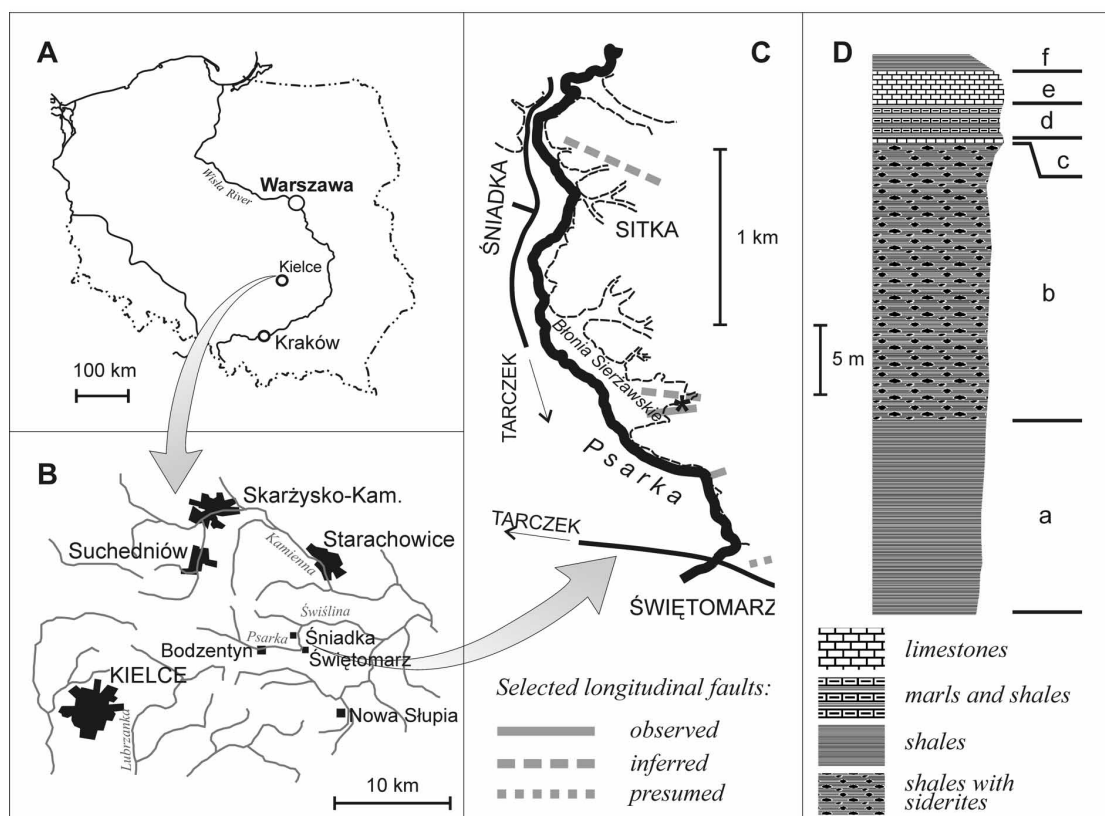 A
Wisła River
Warszawa
Kielce
Kraków
100 km
B
Skarżysko-Kam.
Suchedniów
Kamienna
Starachowice
Świślina
Psarka
Śniadka
Bodzentyn
Świętomarz
KIELCE
Nowa Słupia
Lubrzanka
10 km
C
ŚNIADKA
SITKA
1 km
Błonia Sierżawskie
TARCZEK
*
Psarka
TARCZEK
ŚWIĘTOMARZ
Selected longitudinal faults:
observed
inferred
presumed
D
f
e
d
c
b
5 m
a
limestones
marls and shales
shales
shales with
siderites